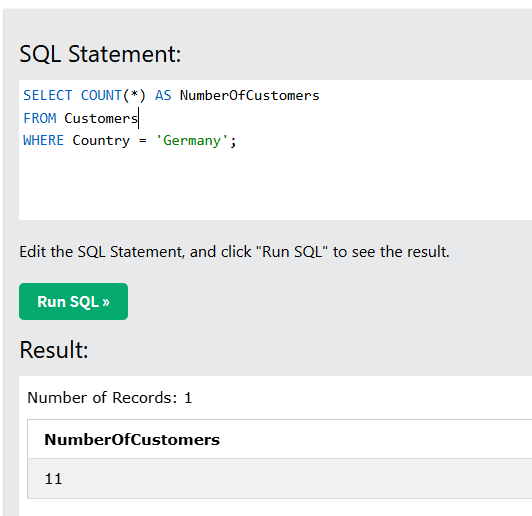 SQL Statement:
SELECT COUNT(*) AS NumberOfCustomers
FROM Customers
WHERE Country = 'Germany';
Edit the SQL Statement, and click "Run SQL" to see the result.
Run SQL »
Result:
Number of Records: 1
NumberOfCustomers
11